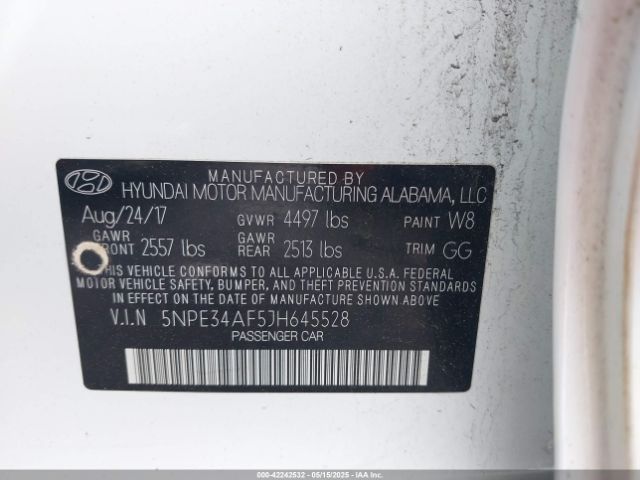 MANUFACTURED BY
HYUNDAI MOTOR MANUFACTURING ALABAMA, LLC
Aug/24/17 GVWR 4497 lbs PAINT W8
GAWR FRONT 2557 lbs GAWR REAR 2513 lbs TRIM GG
THIS VEHICLE CONFORMS TO ALL APPLICABLE U.S.A. FEDERAL
MOTOR VEHICLE SAFETY, BUMPER, AND THEFT PREVENTION STANDARDS
IN EFFECT ON THE DATE OF MANUFACTURE SHOWN ABOVE.
V.I.N 5NPE34AF5JH645528
PASSENGER CAR
000-42242532 - 05/15/2025 - IAA Inc. copyright